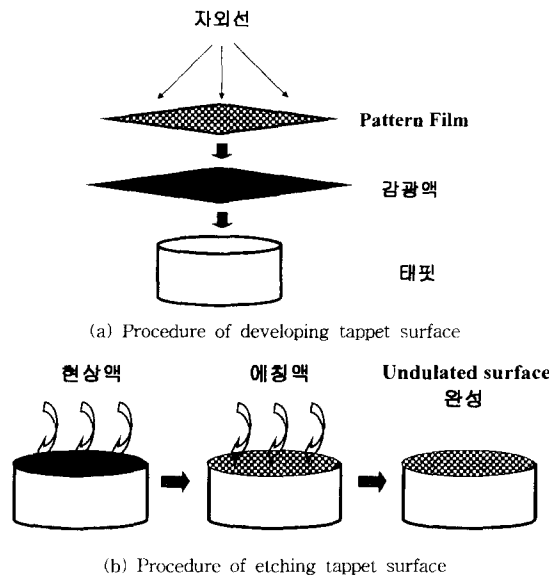 자외선
Pattern Film
감광액
태핏
(a) Procedure of developing tappet surface
현상액 에칭액 Undulated surface
완성
(b) Procedure of etching tappet surface